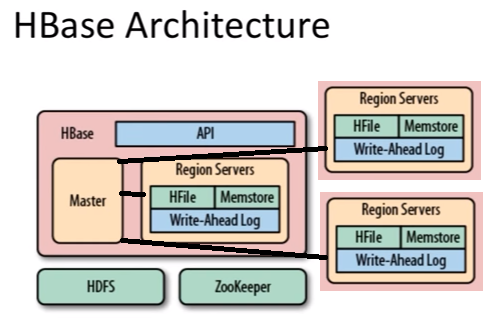 HBase Architecture
HBase
API
Master
Region Servers
HFile Memstore
Write-Ahead Log
Region Servers
HFile Memstore
Write-Ahead Log
Region Servers
HFile Memstore
Write-Ahead Log
HDFS
ZooKeeper